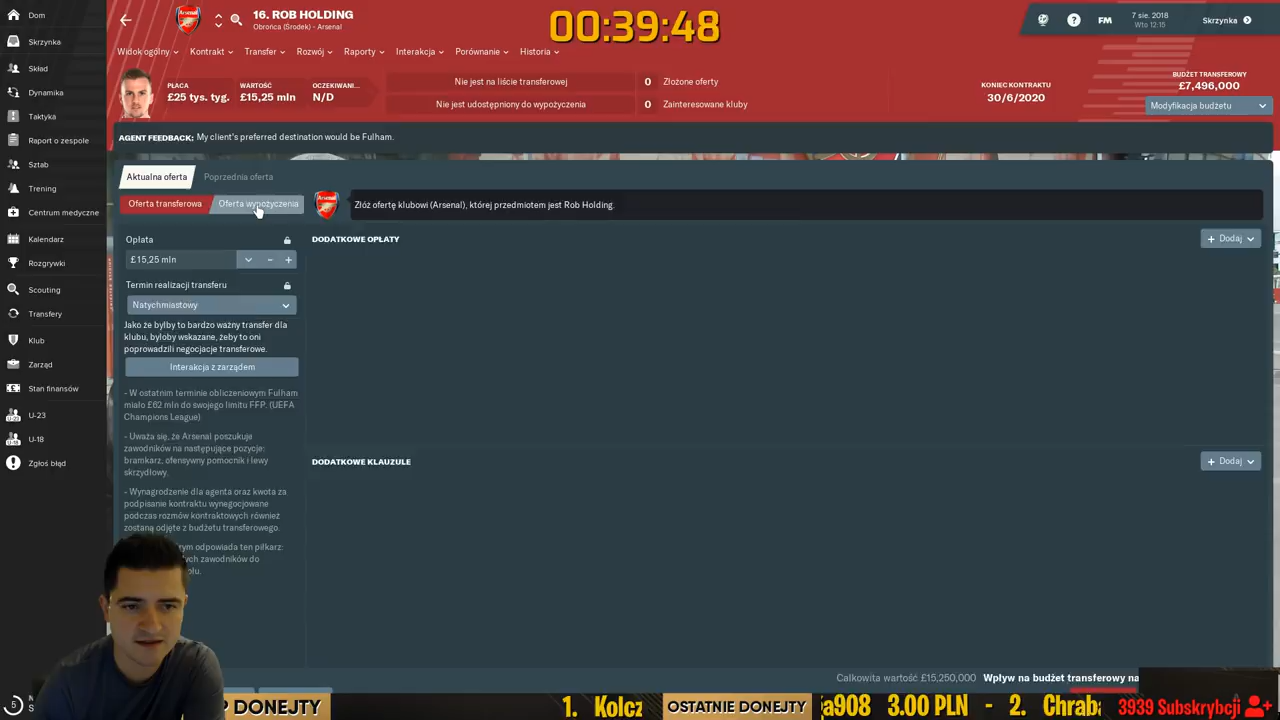 Dom
Skrzynka
Skład
Dynamika
Taktyka
Raport o zespole
Sztab
Trening
Centrum medyczne
Kalendarz
Rozgrywki
Scouting
Transfery
Klub
Zarząd
Stan finansów
U-23
U-18
Zgłoś błąd
16. ROB HOLDING
Obrońca (Środek) - Arsenal
00:39:48
FM
7 sie. 2018
Wto 12:15
Skrzynka
Widok ogólny
Kontrakt
Transfer
Rozwój
Raporty
Interakcja
Porównanie
Historia
PŁACA
£25 tys. tyg.
WARTOŚĆ
£15,25 mln
OCZEKIWANI...
N/D
Nie jest na liście transferowej
Nie jest udostępniony do wypożyczenia
0 Złożone oferty
0 Zainteresowane kluby
KONIEC KONTRAKTU
30/6/2020
BUDŻET TRANSFEROWY
£7,496,000
Modyfikacja budżetu
AGENT FEEDBACK: My client's preferred destination would be Fulham.
Aktualna oferta
Poprzednia oferta
Oferta transferowa
Oferta wypożyczenia
Złóż ofertę klubowi (Arsenal), której przedmiotem jest Rob Holding.
Opłata
£15,25 mln
Termin realizacji transferu
Natychmiastowy
Jako że byłby to bardzo ważny transfer dla
klubu, byłoby wskazane, żeby to oni
poprowadzili negocjacje transferowe.
Interakcja z zarządem
- W ostatnim terminie obliczeniowym Fulham
miało £62 mln do swojego limitu FFP. (UEFA
Champions League)
- Uważa się, że Arsenal poszukuje
zawodników na następujące pozycje:
bramkarz, ofensywny pomocnik i lewy
skrzydłowy.
- Wynagrodzenie dla agenta oraz kwota za
podpisanie kontraktu wynegocjowane
podczas rozmów kontraktowych również
zostaną odjęte z budżetu transferowego.
odpowiada ten piłkarz:
zawodników do
DODATKOWE OPŁATY
+ Dodaj
DODATKOWE KLAUZULE
+ Dodaj
Całkowita wartość £15,250,000 Wpływ na budżet transferowy na
DONEJTY
1. Kolcz
OSTATNIE DONEJTY
a908 3.00 PLN - 2. Chrab
3939 Subskrybcji